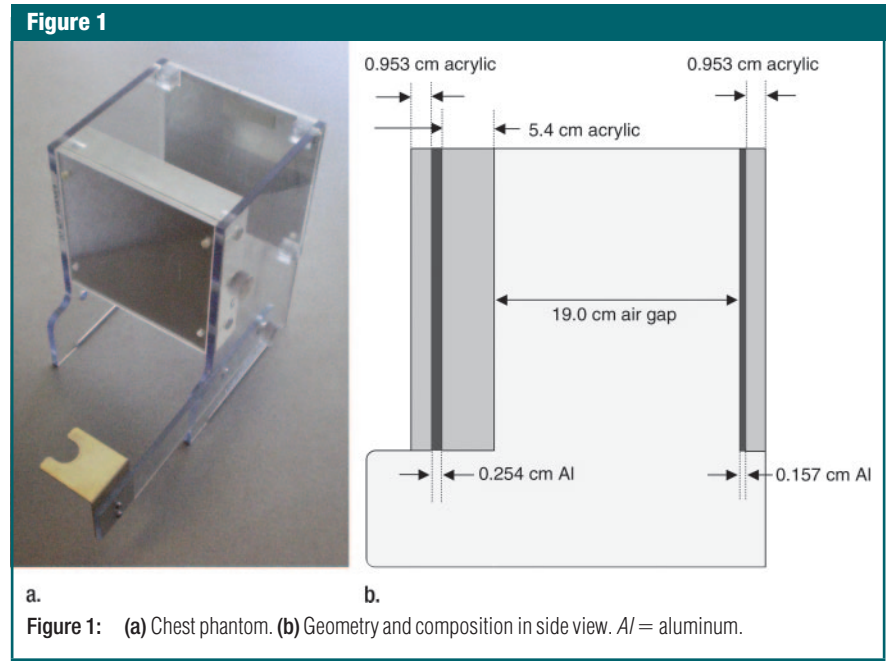 Figure 1
0.953 cm acrylic
0.953 cm acrylic
5.4 cm acrylic
19.0 cm air gap
0.254 cm Al
0.157 cm Al
a.
b.
Figure 1: (a) Chest phantom. (b) Geometry and composition in side view. Al = aluminum.